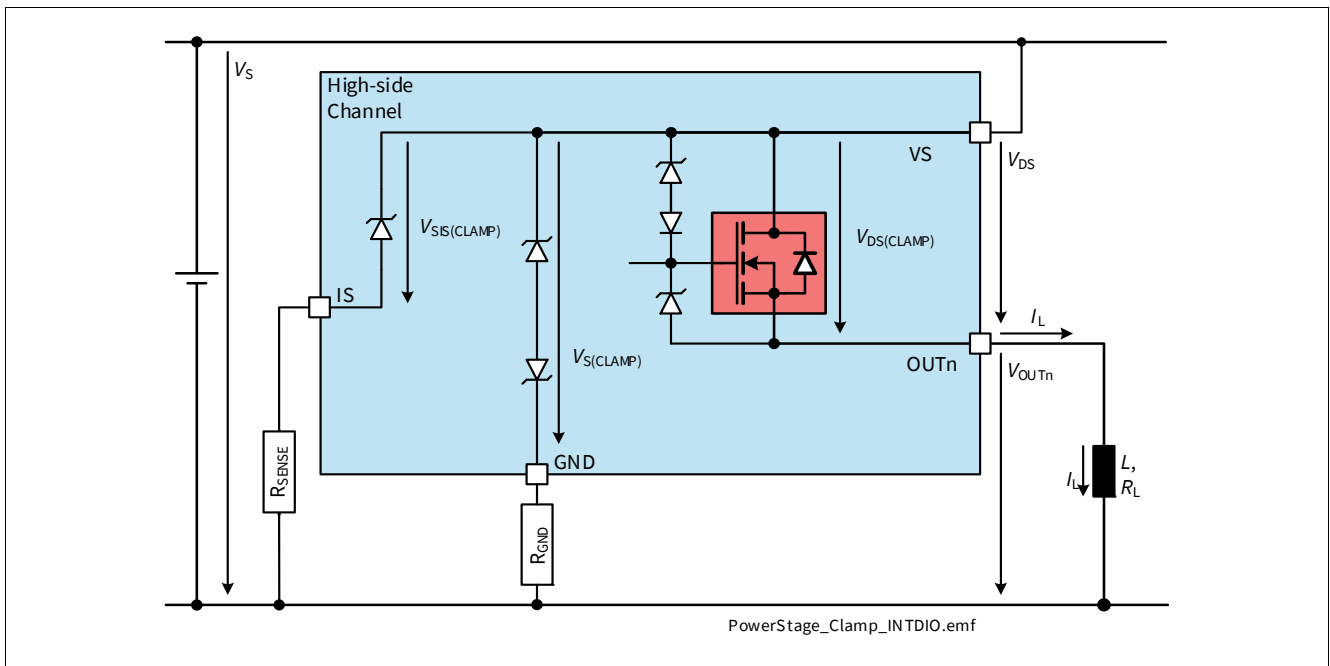 VS
High-side
Channel
VS
VDS
VSIS(CLAMP)
VDS(CLAMP)
IS
IL
VS(CLAMP)
OUTn
VOUTn
GND
RSENSE
IL
L,
RL
RGND
PowerStage_Clamp_INTDIO.emf